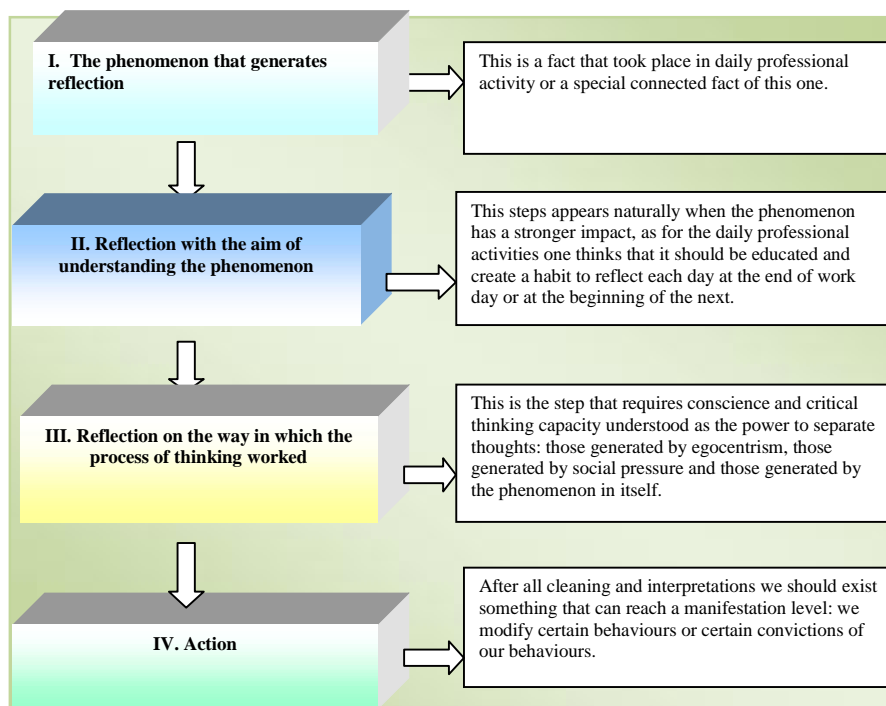 I. The phenomenon that generates
reflection
This is a fact that took place in daily professional
activity or a special connected fact of this one.
II. Reflection with the aim of
understanding the phenomenon
This steps appears naturally when the phenomenon
has a stronger impact, as for the daily professional
activities one thinks that it should be educated and
create a habit to reflect each day at the end of work
day or at the beginning of the next.
III. Reflection on the way in which the
process of thinking worked
This is the step that requires conscience and critical
thinking capacity understood as the power to separate
thoughts: those generated by egocentrism, those
generated by social pressure and those generated by
the phenomenon in itself.
IV. Action
After all cleaning and interpretations we should exist
something that can reach a manifestation level: we
modify certain behaviours or certain convictions of
our behaviours.